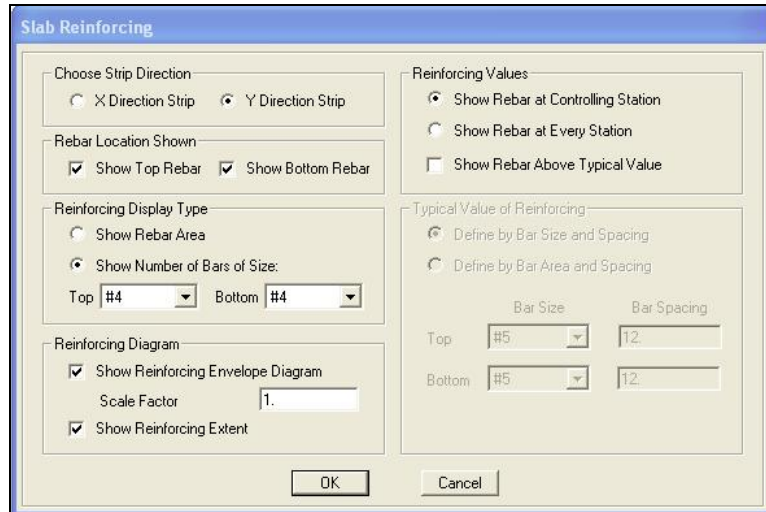 Slab Reinforcing
Choose Strip Direction
X Direction Strip Y Direction Strip
Rebar Location Shown
Show Top Rebar Show Bottom Rebar
Reinforcing Display Type
Show Rebar Area
Show Number of Bars of Size:
Top #4 Bottom #4
Reinforcing Diagram
Show Reinforcing Envelope Diagram
Scale Factor 1.
Show Reinforcing Extent
Reinforcing Values
Show Rebar at Controlling Station
Show Rebar at Every Station
Show Rebar Above Typical Value
Typical Value of Reinforcing
Define by Bar Size and Spacing
Define by Bar Area and Spacing
Bar Size Bar Spacing
Top #5 12.
Bottom #5 12.
OK Cancel